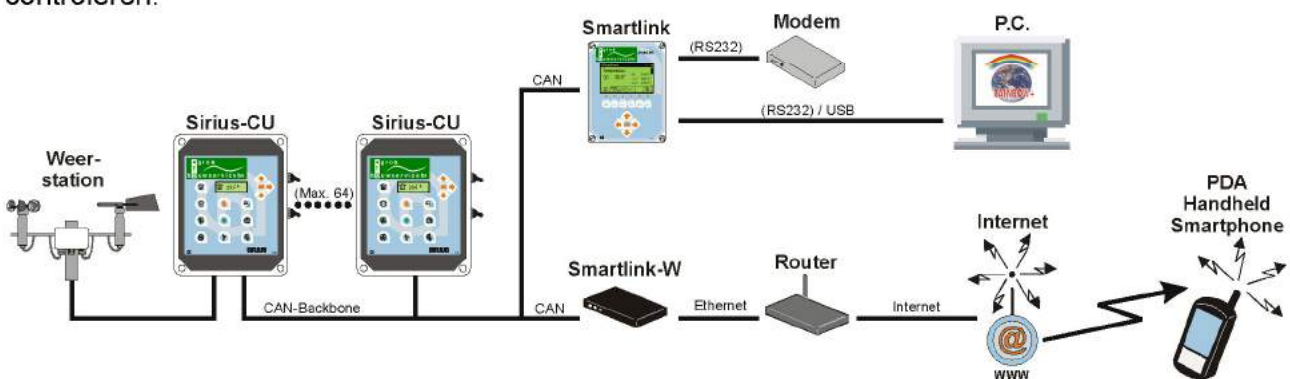 Smartlink
Modem
P.C.
(RS232)
CAN
RAINBOW+
(RS232) / USB
Sirius-CU
Sirius-CU
Weer-
station
(Max. 64)
PDA
Handheld
Smartphone
Internet
Smartlink-W
Router
CAN-Backbone
CAN
Ethernet
Internet
@
www